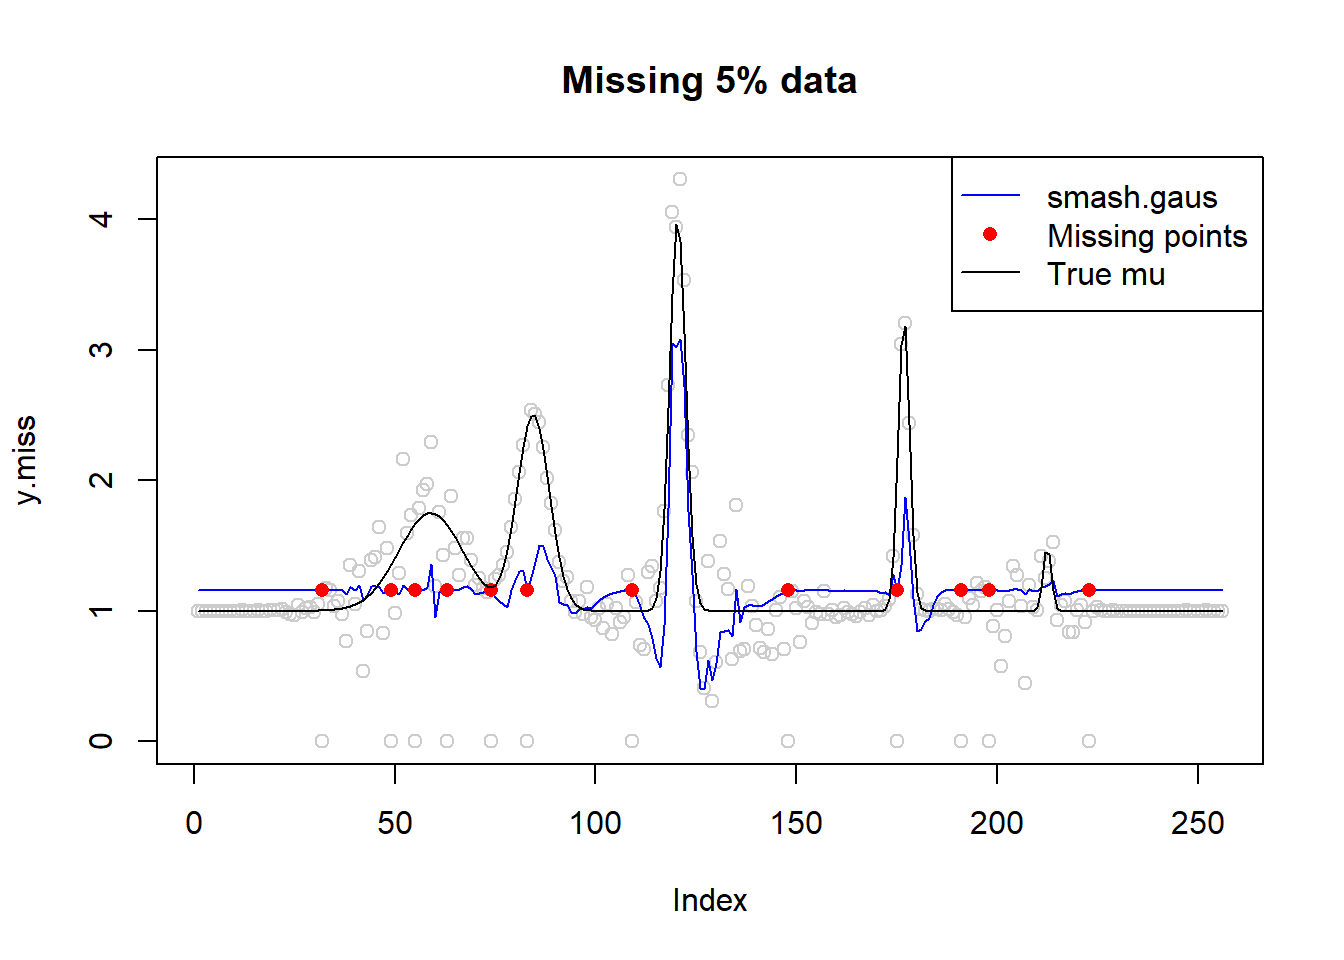 Missing 5% data
smash.gaus
Missing points
True mu
y.miss
4
3
2
1
0
0 50 100 150 200 250
Index